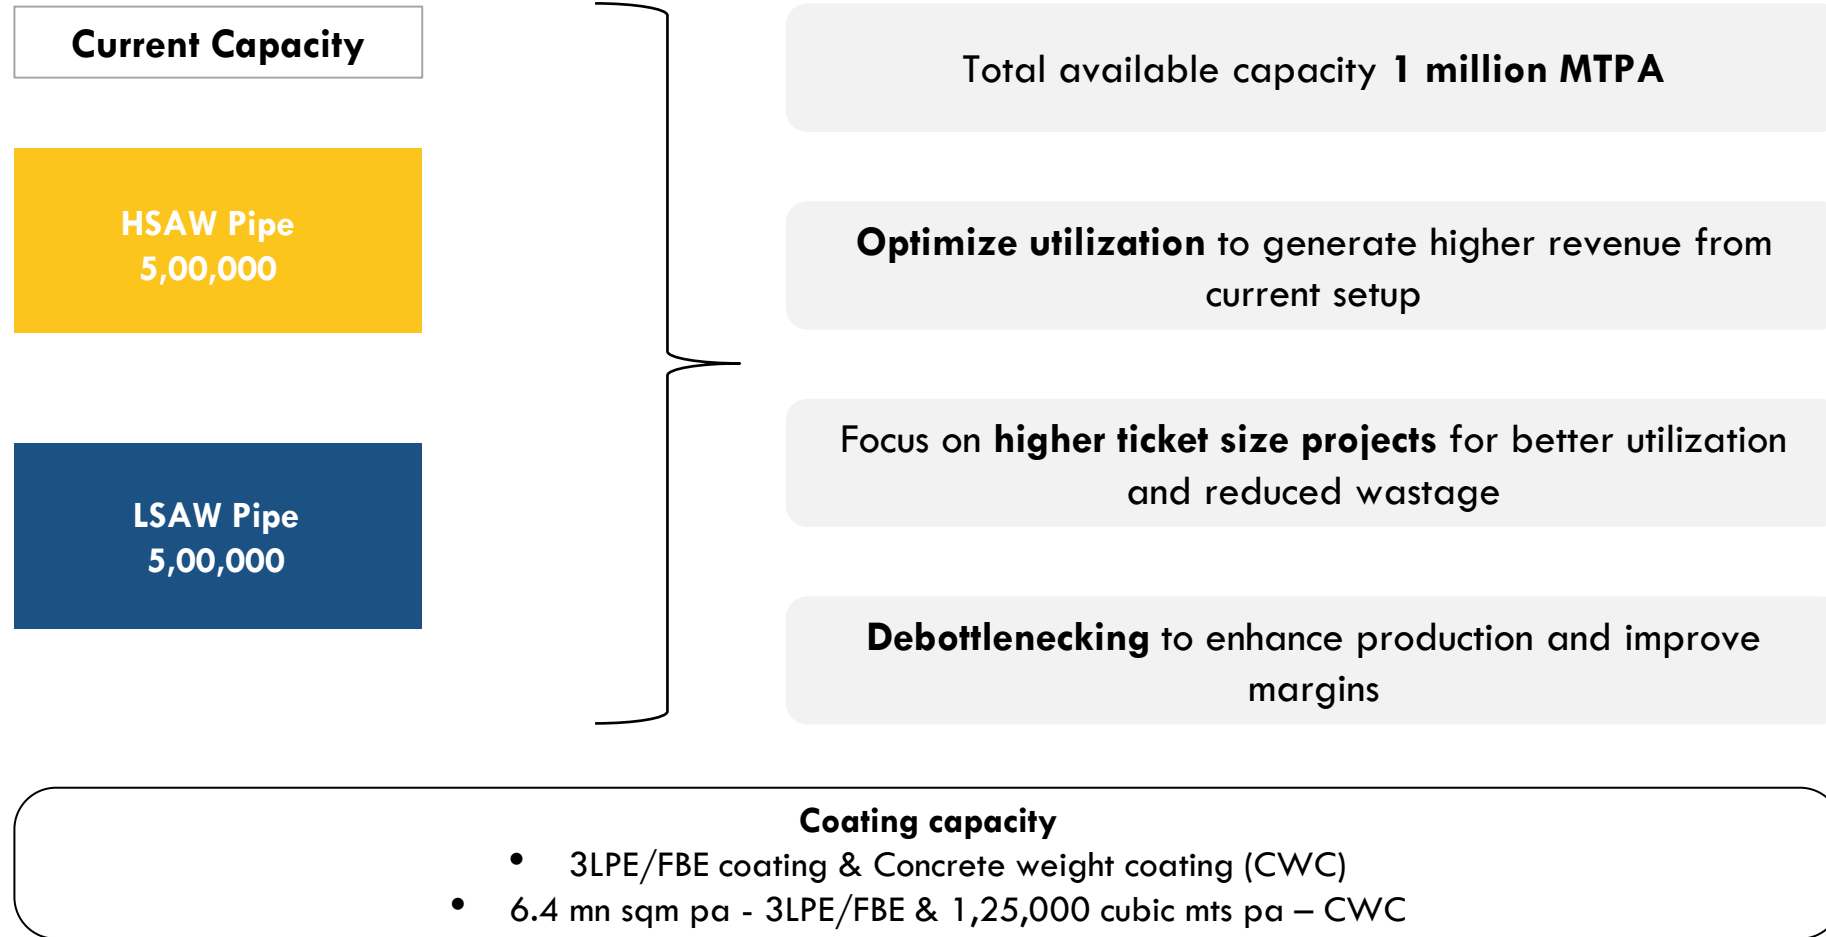 Current Capacity
HSAW Pipe
5,00,000
LSAW Pipe
5,00,000
Total available capacity 1 million MTPA
Optimize utilization to generate higher revenue from
current setup
Focus on higher ticket size projects for better utilization
and reduced wastage
Debottlenecking to enhance production and improve
margins
Coating capacity
• 3LPE/FBE coating & Concrete weight coating (CWC)
• 6.4 mn sqm pa - 3LPE/FBE & 1,25,000 cubic mts pa – CWC